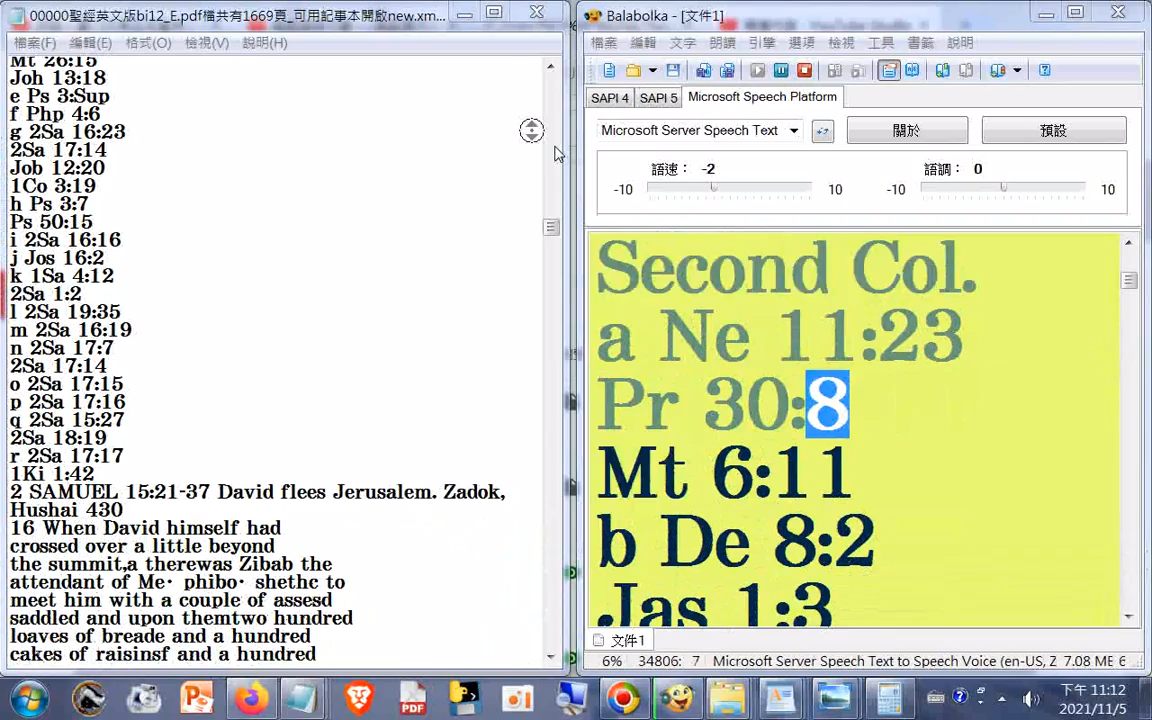 00000聖經英文版bi12_E.pdf檔共有1669頁_可用記事本開啟new.xm...
檔案(F) 編輯(E) 格式(O) 檢視(V) 說明(H)
Mt 26:15
Joh 13:18
e Ps 3:Sup
f Php 4:6
g 2Sa 16:23
2Sa 17:14
Job 12:20
1Co 3:19
h Ps 3:7
Ps 50:15
i 2Sa 16:16
j Jos 16:2
k 1Sa 4:12
2Sa 1:2
l 2Sa 19:35
m 2Sa 16:19
n 2Sa 17:7
2Sa 17:14
o 2Sa 17:15
p 2Sa 17:16
q 2Sa 15:27
2Sa 18:19
r 2Sa 17:17
1Ki 1:42
2 SAMUEL 15:21-37 David flees Jerusalem. Zadok,
Hushai 430
16 When David himself had
crossed over a little beyond
the summit,a therewas Zibab the
attendant of Me· phibo· shethc to
meet him with a couple of assesd
saddled and upon themtwo hundred
loaves of breade and a hundred
cakes of raisinsf and a hundred
Balabolka - [文件1]
檔案 編輯 文字 朗讀 引擎 選項 檢視 工具 書籤 說明
SAPI 4 SAPI 5 Microsoft Speech Platform
Microsoft Server Speech Text 關於 預設
語速： -2 語調： 0
-10 10 -10 10
Second Col.
a Ne 11:23
Pr 30:8
Mt 6:11
b De 8:2
Jas 1:3
文件1
6% 34806: 7 Microsoft Server Speech Text to Speech Voice (en-US, Z 7.08 MB 6
PDF
下午 11:12
2021/11/5